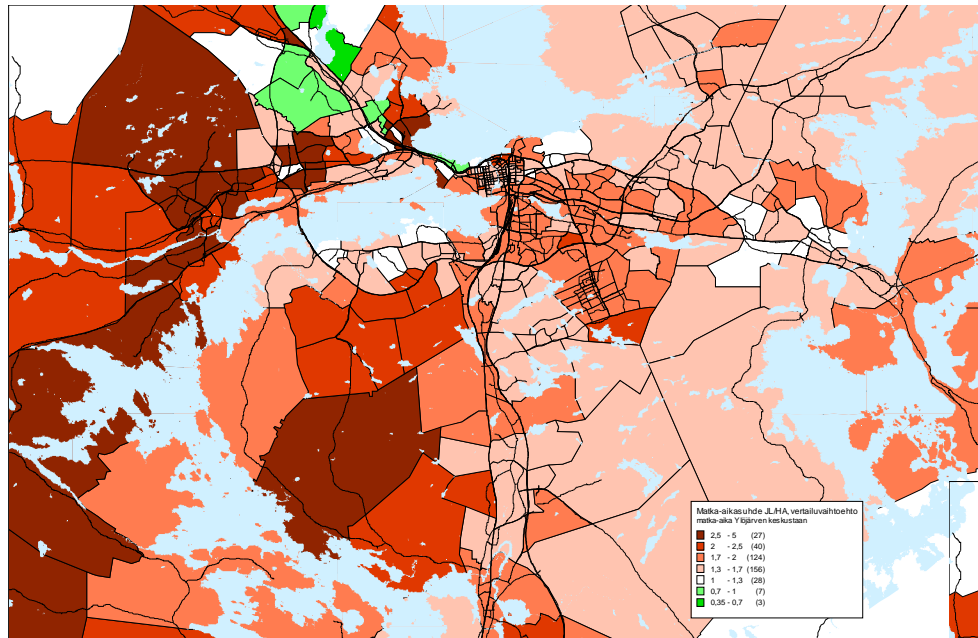 Matka-aikasuhde JL/HA, vertailuvaihtoehto
matka-aika Ylöjärven keskustaan
2,5 - 5 (27)
2 - 2,5 (40)
1,7 - 2 (124)
1,3 - 1,7 (156)
1 - 1,3 (28)
0,7 - 1 (7)
0,35 - 0,7 (3)